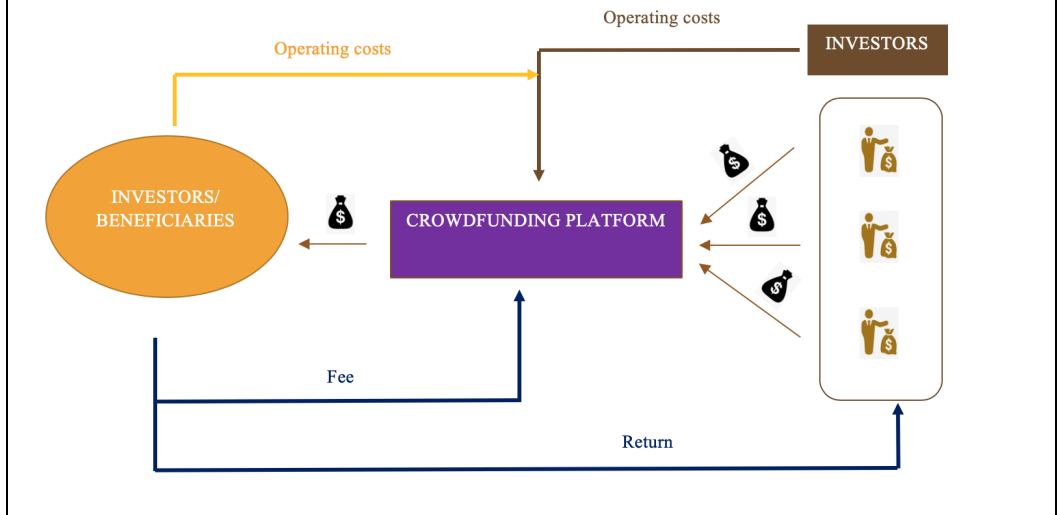 Operating costs
Operating costs
INVESTORS
INVESTORS/
BENEFICIARIES
$
CROWDFUNDING PLATFORM
$
$
$
$
$
$
Fee
Return